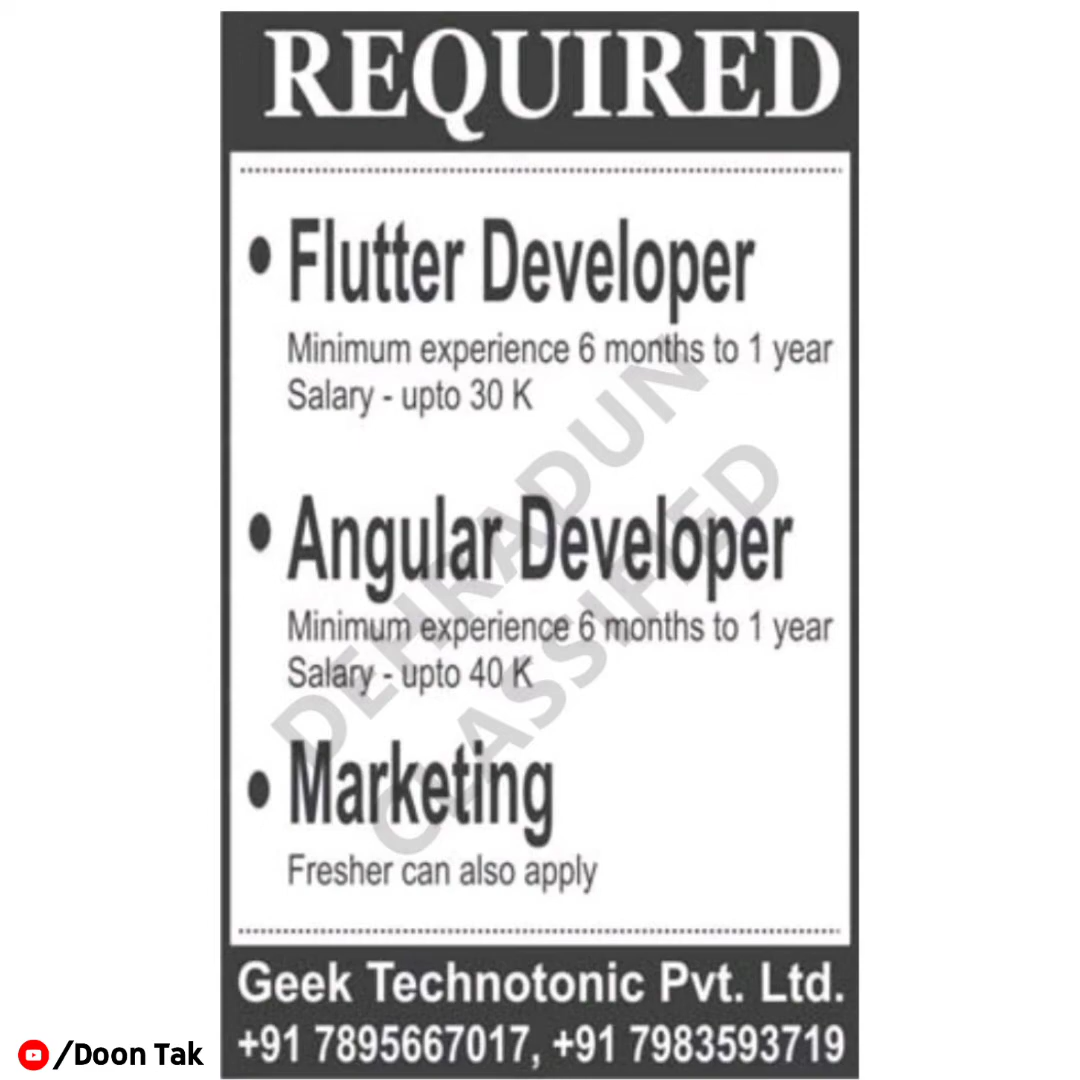 REQUIRED
• Flutter Developer
Minimum experience 6 months to 1 year
Salary - upto 30 K
• Angular Developer
Minimum experience 6 months to 1 year
Salary - upto 40 K
• Marketing
Fresher can also apply
DEHRADUN
CLASSIFIED
Geek Technotonic Pvt. Ltd.
+91 7895667017, +91 7983593719
/Doon Tak